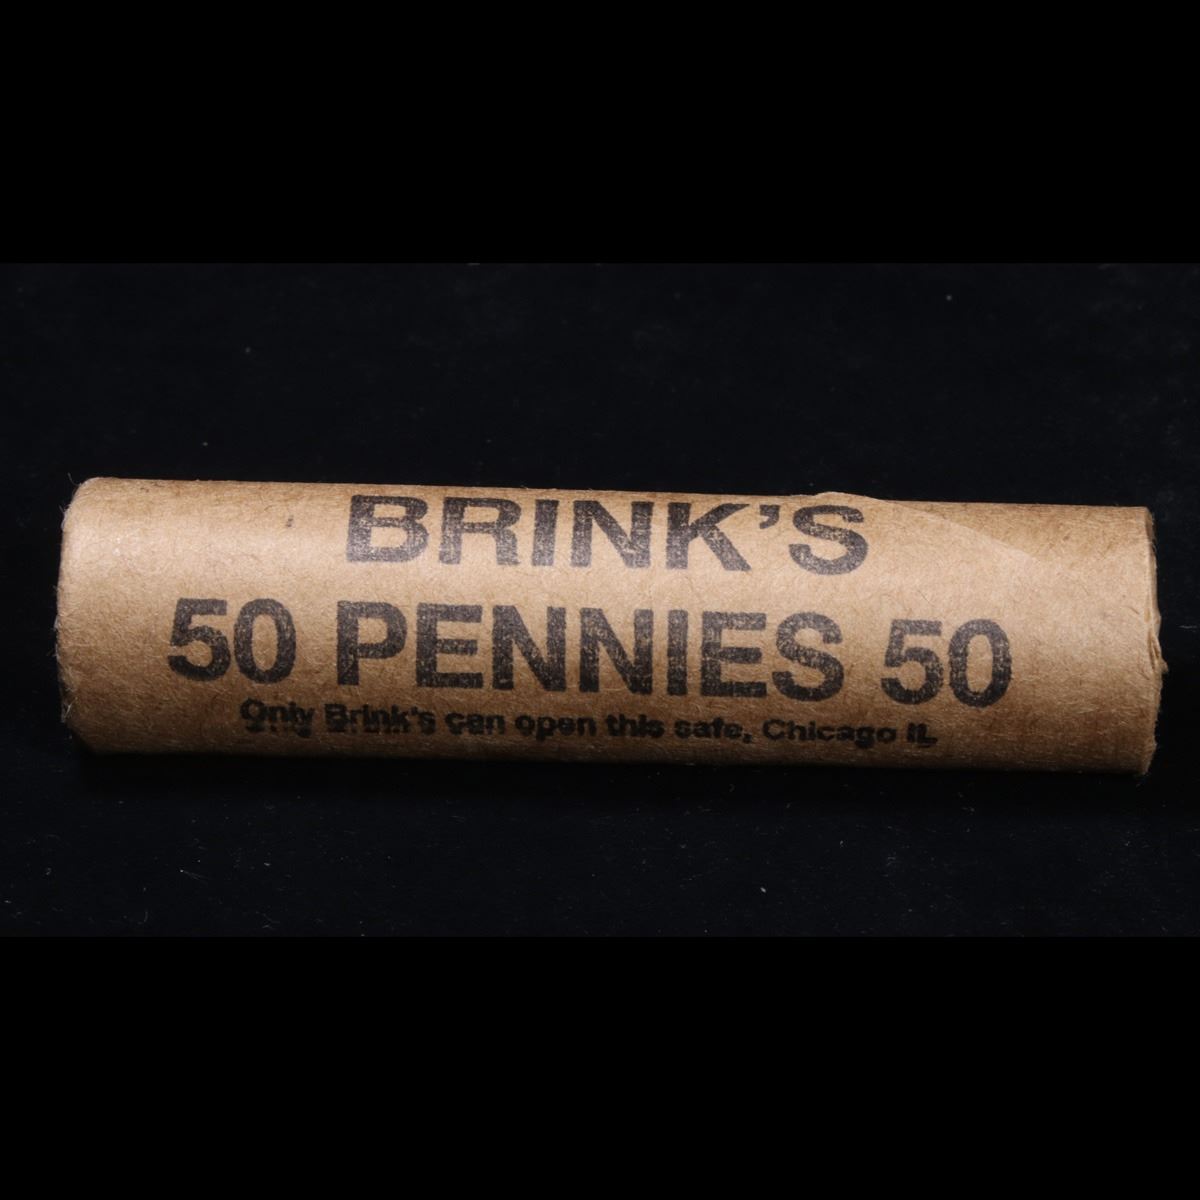 BRINK'S
50 PENNIES 50
Only Brink's can open this safe, Chicago IL